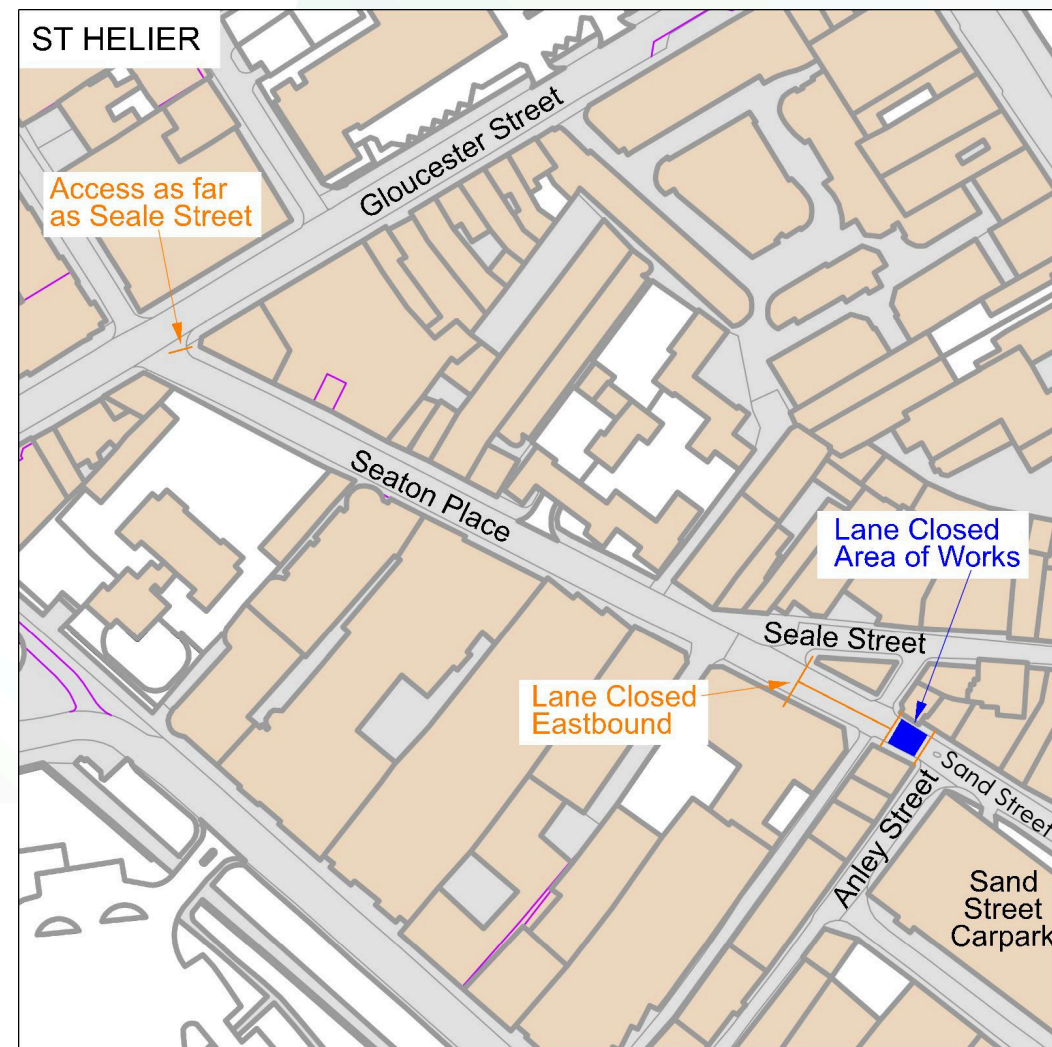 ST HELIER
Gloucester Street
Access as far
as Seale Street
Seaton Place
Lane Closed
Area of Works
Seale Street
Lane Closed
Eastbound
Sand Street
Anley Street
Sand
Street
Carpark